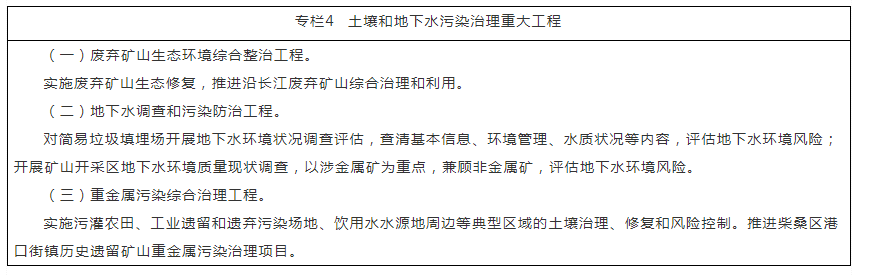 专栏4 土壤和地下水污染治理重大工程
（一）废弃矿山生态环境综合整治工程。
实施废弃矿山生态修复，推进沿长江废弃矿山综合治理和利用。
（二）地下水调查和污染防治工程。
对简易垃圾填埋场开展地下水环境状况调查评估，查清基本信息、环境管理、水质状况等内容，评估地下水环境风险；
开展矿山开采区地下水环境质量现状调查，以涉金属矿为重点，兼顾非金属矿，评估地下水环境风险。
（三）重金属污染综合治理工程。
实施污灌农田、工业遗留和遗弃污染场地、饮用水水源地周边等典型区域的土壤治理、修复和风险控制。推进柴桑区港
口街镇历史遗留矿山重金属污染治理项目。